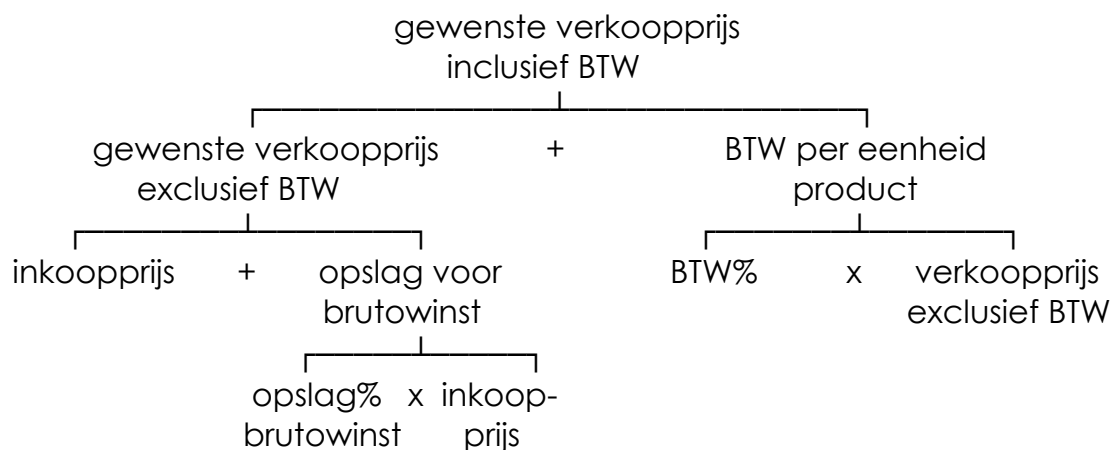 gewenste verkoopprijs
inclusief BTW
gewenste verkoopprijs + BTW per eenheid
exclusief BTW product
inkoopprijs + opslag voor BTW% x verkoopprijs
brutowinst exclusief BTW
opslag% x inkoop-
brutowinst prijs